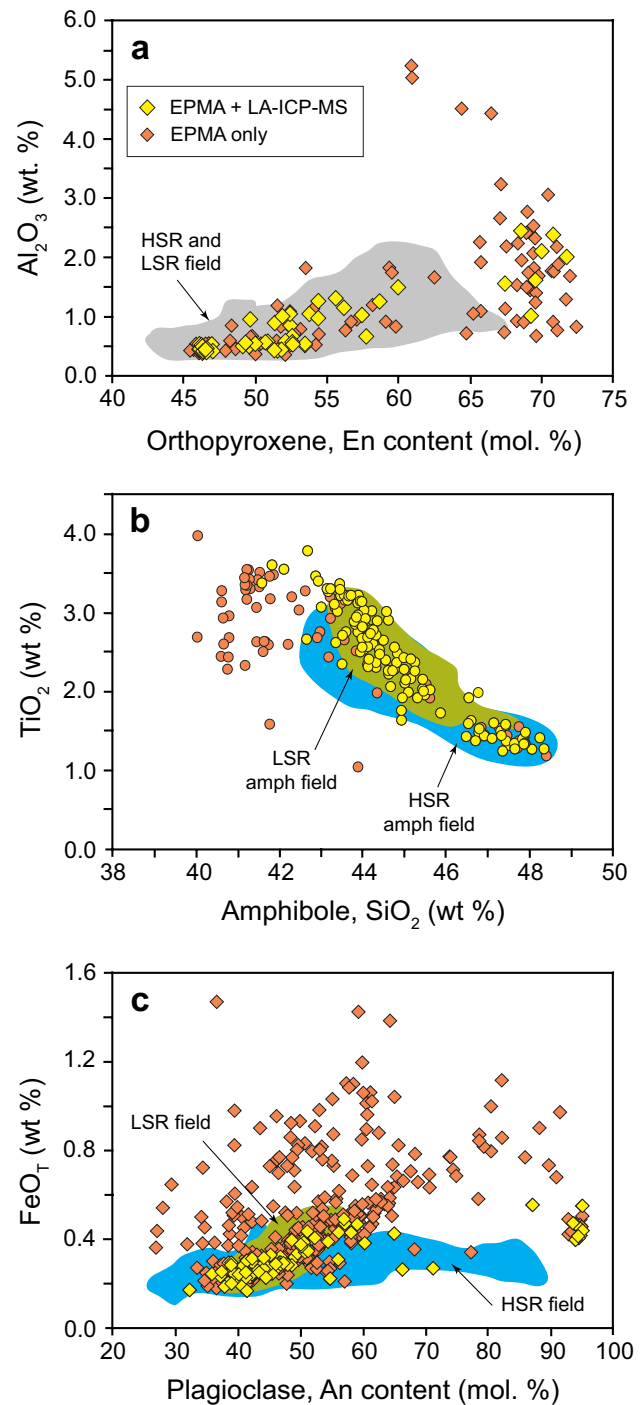 a
EPMA + LA-ICP-MS
EPMA only
HSR and
LSR field
Al₂O₃ (wt. %)
6.0
5.0
4.0
3.0
2.0
1.0
0.0
40 45 50 55 60 65 70 75
Orthopyroxene, En content (mol. %)
b
LSR
amph field
HSR
amph field
TiO₂ (wt %)
4.0
3.0
2.0
1.0
0.0
38 40 42 44 46 48 50
Amphibole, SiO₂ (wt %)
c
LSR field
HSR field
FeO_T (wt %)
1.6
1.2
0.8
0.4
0.0
20 30 40 50 60 70 80 90 100
Plagioclase, An content (mol. %)